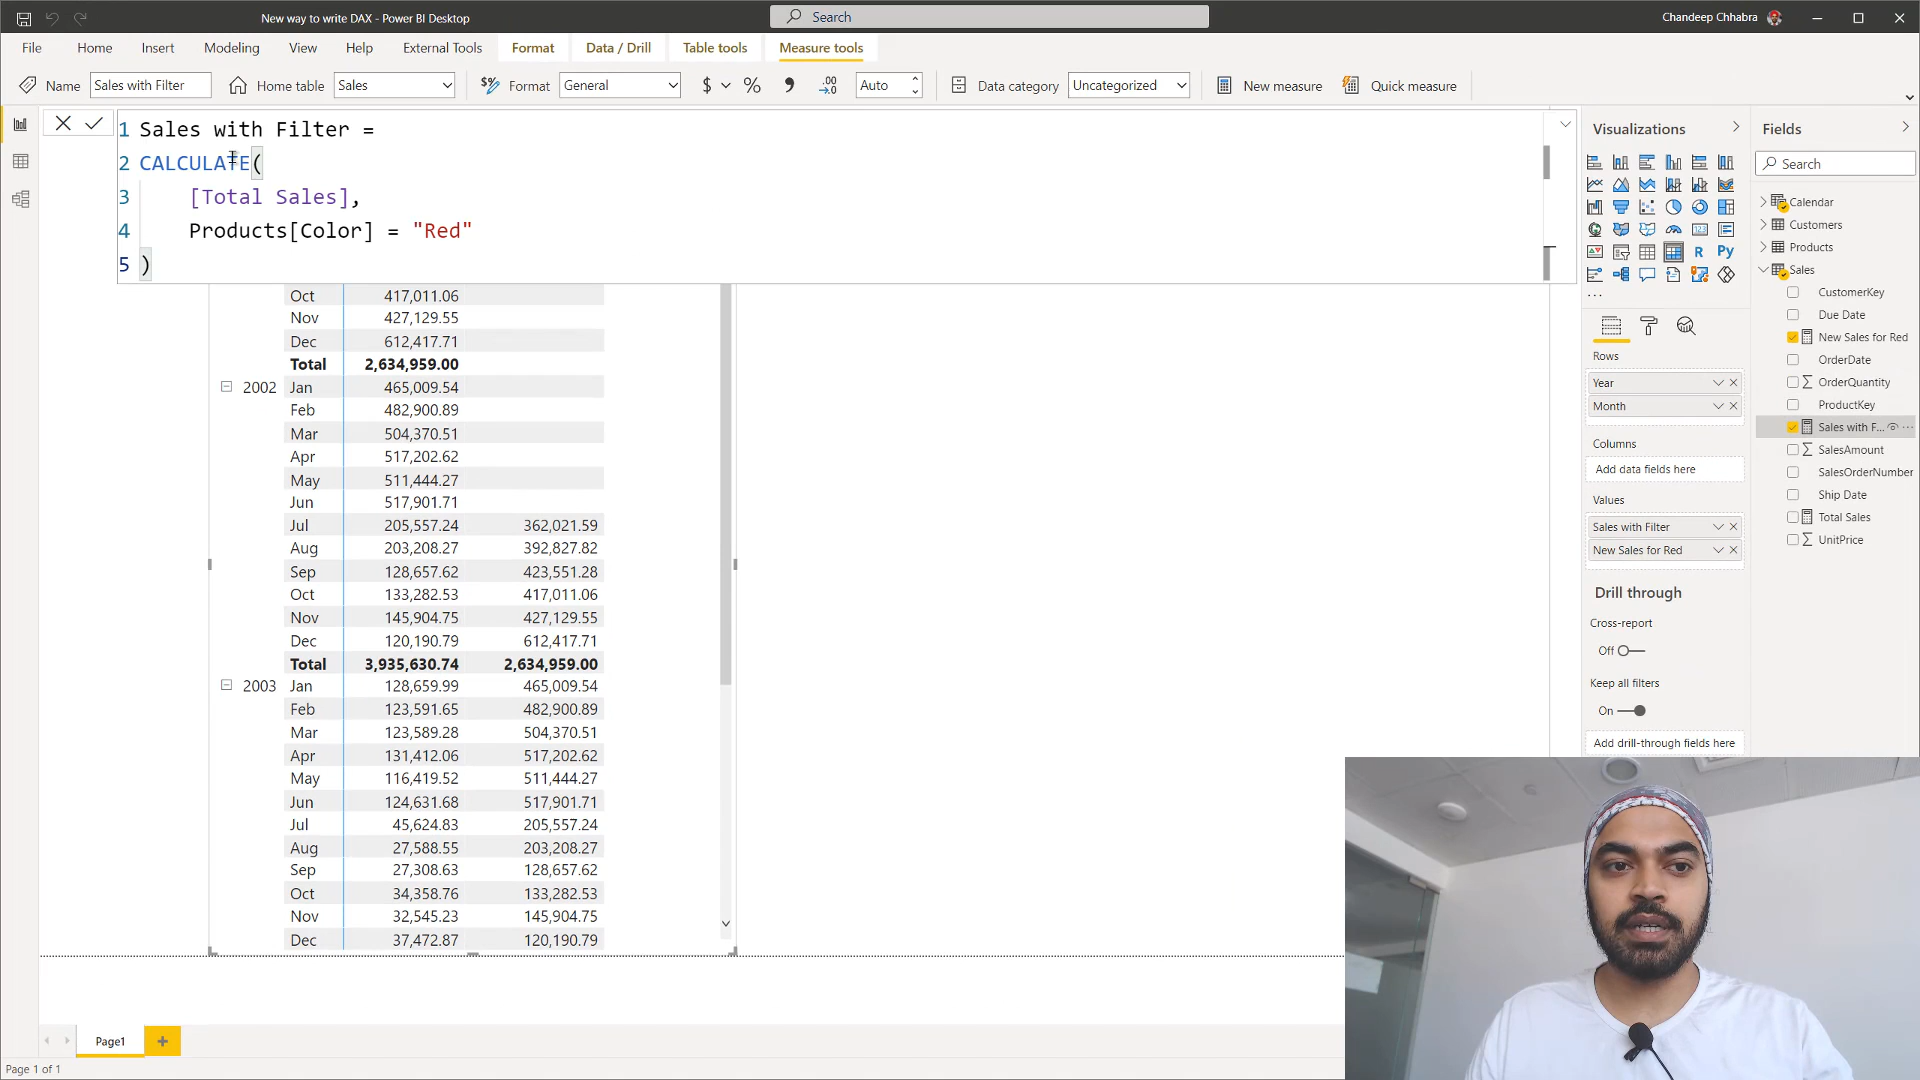 New way to write DAX - Power BI Desktop
Search
Chandeep Chhabra
File
Home
Insert
Modeling
View
Help
External Tools
Format
Data / Drill
Table tools
Measure tools
Name
Sales with Filter
Home table
Sales
Format
General
$
%
Auto
Data category
Uncategorized
New measure
Quick measure
1 Sales with Filter =
2 CALCULATE(
3 [Total Sales],
4 Products[Color] = "Red"
5 )
Oct 417,011.06
Nov 427,129.55
Dec 612,417.71
Total 2,634,959.00
2002 Jan 465,009.54
Feb 482,900.89
Mar 504,370.51
Apr 517,202.62
May 511,444.27
Jun 517,901.71
Jul 205,557.24 362,021.59
Aug 203,208.27 392,827.82
Sep 128,657.62 423,551.28
Oct 133,282.53 417,011.06
Nov 145,904.75 427,129.55
Dec 120,190.79 612,417.71
Total 3,935,630.74 2,634,959.00
2003 Jan 128,659.99 465,009.54
Feb 123,591.65 482,900.89
Mar 123,589.28 504,370.51
Apr 131,412.06 517,202.62
May 116,419.52 511,444.27
Jun 124,631.68 517,901.71
Jul 45,624.83 205,557.24
Aug 27,588.55 203,208.27
Sep 27,308.63 128,657.62
Oct 34,358.76 133,282.53
Nov 32,545.23 145,904.75
Dec 37,472.87 120,190.79
Visualizations
R
Py
Rows
Year
Month
Columns
Add data fields here
Values
Sales with Filter
New Sales for Red
Drill through
Cross-report
Off
Keep all filters
On
Add drill-through fields here
Fields
Search
Calendar
Customers
Products
Sales
CustomerKey
Due Date
New Sales for Red
OrderDate
OrderQuantity
ProductKey
Sales with F...
SalesAmount
SalesOrderNumber
Ship Date
Total Sales
UnitPrice
Page1
Page 1 of 1